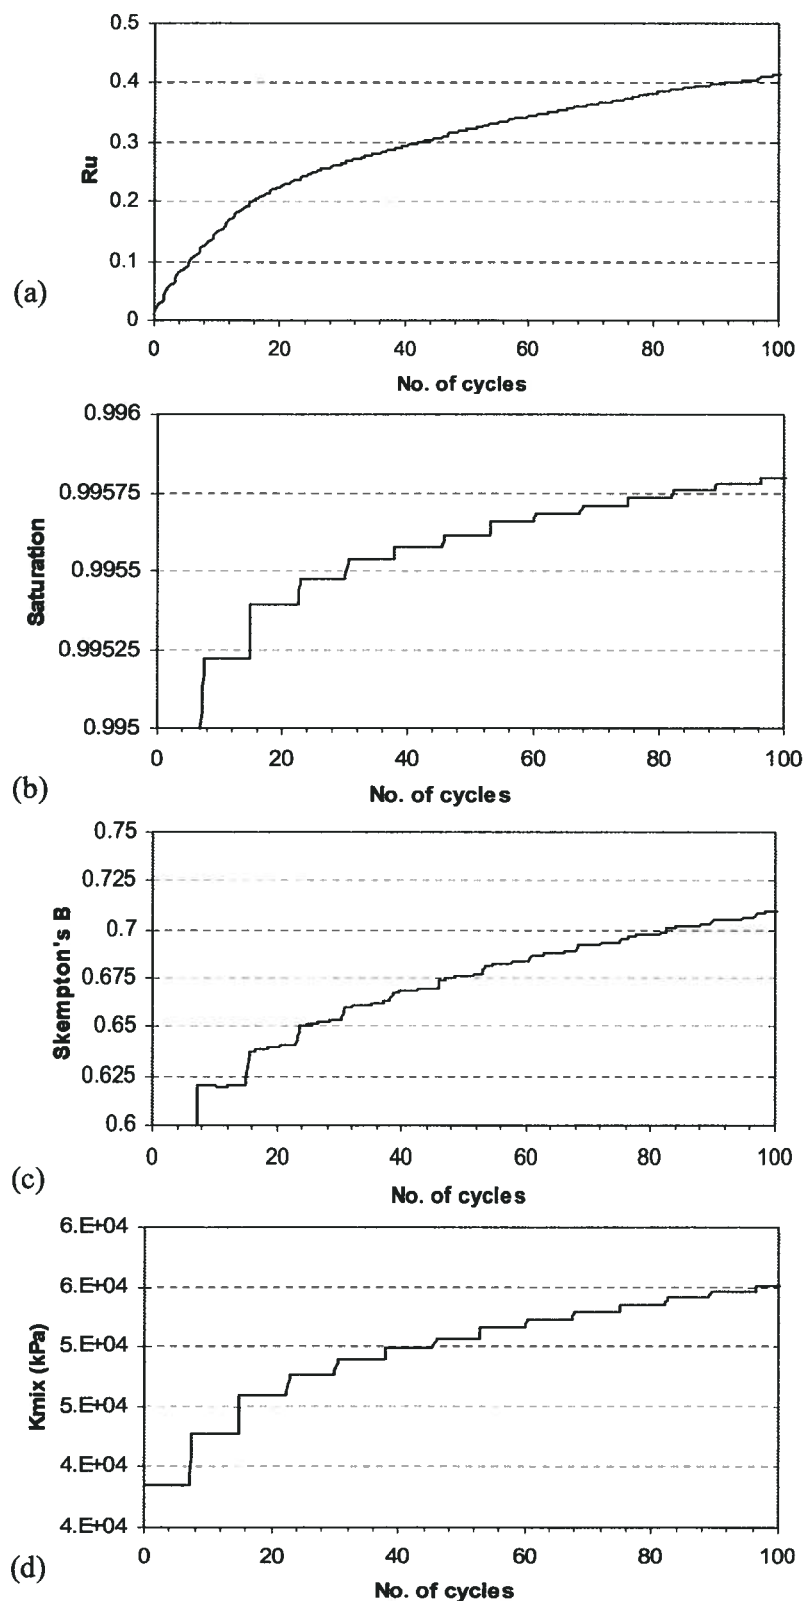 0.5
0.4
0.3
0.2
0.1
0
Ru
(a)
0 20 40 60 80 100
No. of cycles
0.996
0.99575
0.9955
0.99525
0.995
Saturation
0 20 40 60 80 100
(b)
No. of cycles
0.75
0.725
0.7
0.675
0.65
0.625
0.6
Skempton's B
0 20 40 60 80 100
(c)
No. of cycles
6.E+04
6.E+04
5.E+04
5.E+04
4.E+04
4.E+04
Kmix (kPa)
0 20 40 60 80 100
(d)
No. of cycles